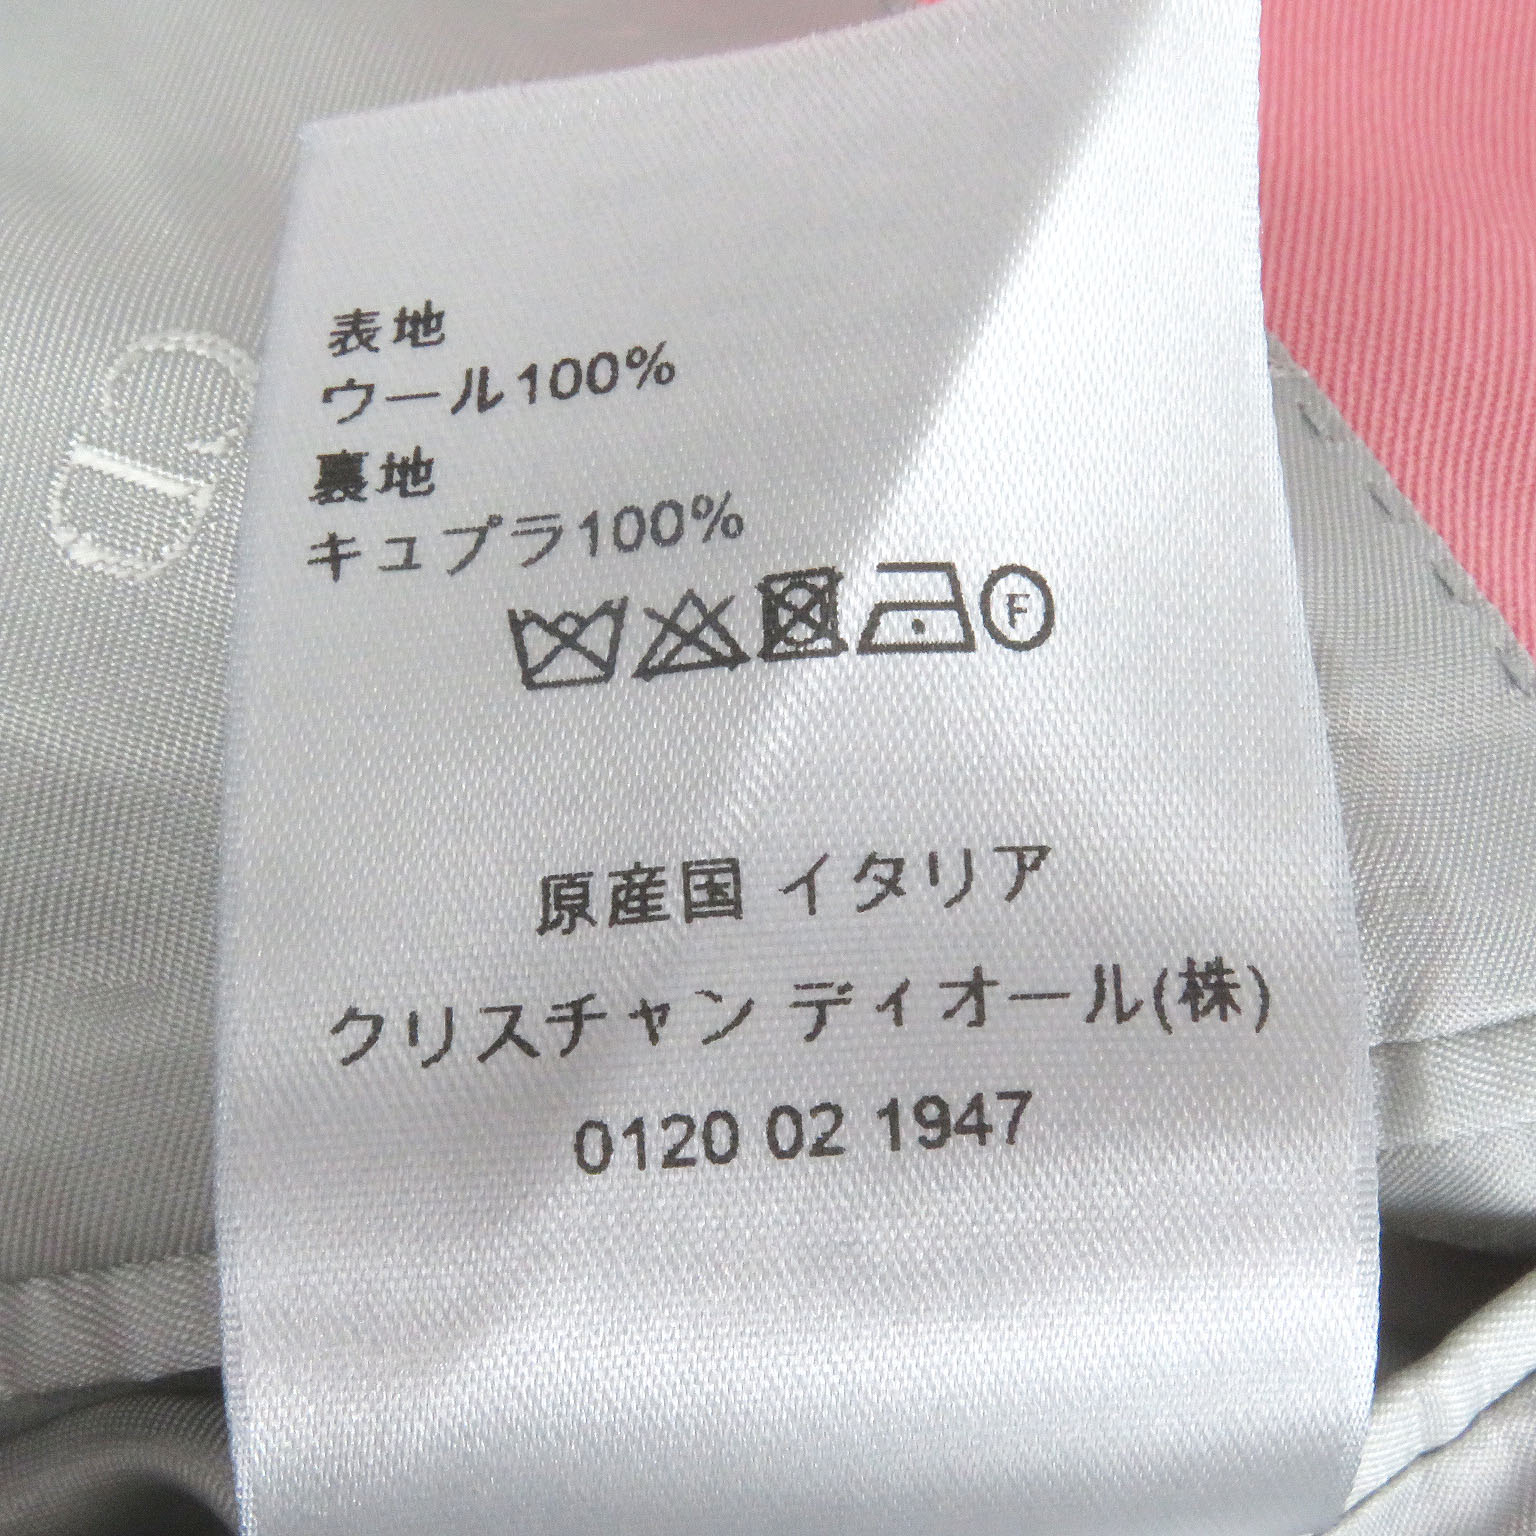 表地
ウール100%
裏地
キュプラ100%
F
原産国 イタリア
クリスチャン ディオール(株)
0120 02 1947
CD